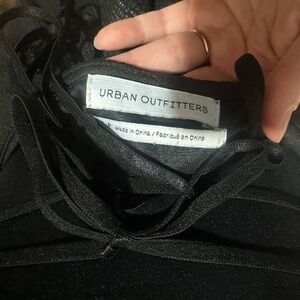 URBAN OUTFITTERS
Made in China / Fabriqué en Chine